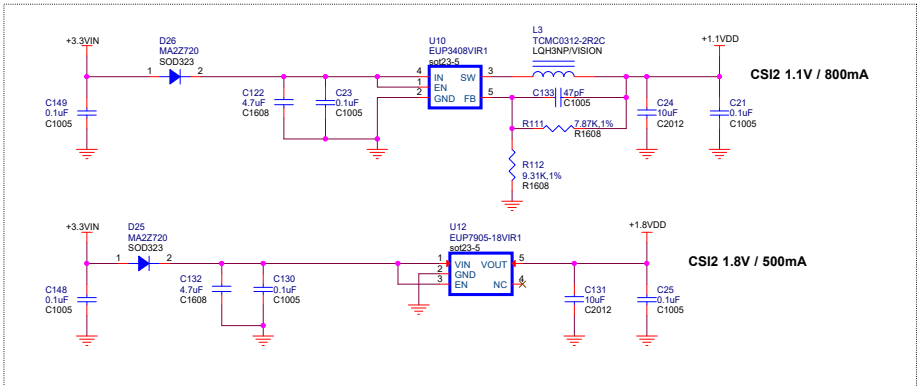 +3.3VIN
D26
MA2Z720
SOD323
1 2
C149
0.1uF
C1005
C122
4.7uF
C1608
C23
0.1uF
C1005
U10
EUP3408VIR1
sot23-5
4 IN SW 3
1 EN
2 GND FB 5
L3
TCMC0312-2R2C
LQH3NP/VISION
C133 47pF
C1005
R111 7.87K,1%
R1608
R112
9.31K,1%
R1608
C24
10uF
C2012
+1.1VDD
C21
0.1uF
C1005
CSI2 1.1V / 800mA
+3.3VIN
D25
MA2Z720
SOD323
1 2
C148
0.1uF
C1005
C132
4.7uF
C1608
C130
0.1uF
C1005
U12
EUP7905-18VIR1
sot23-5
1 VIN VOUT 5
2 GND
3 EN NC 4
C131
10uF
C2012
+1.8VDD
C25
0.1uF
C1005
CSI2 1.8V / 500mA